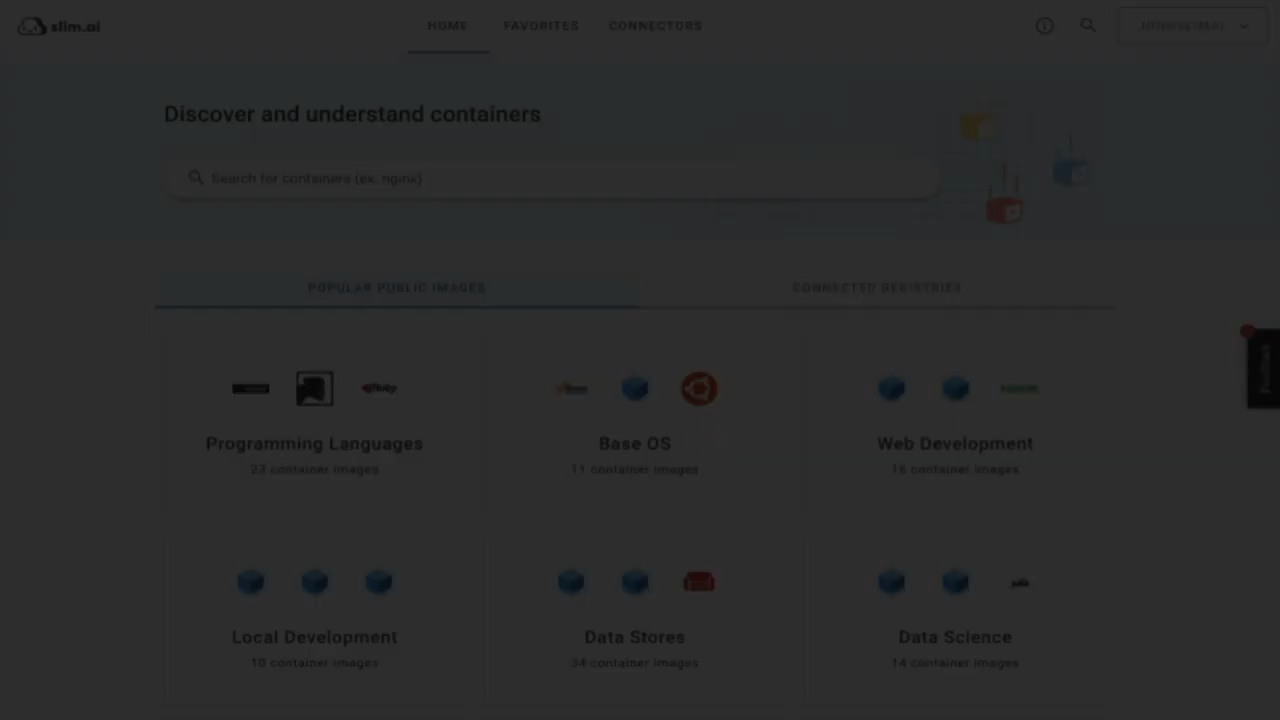 slim.ai
HOME
FAVORITES
CONNECTORS
Discover and understand containers
Search for containers (ex. nginx)
POPULAR PUBLIC IMAGES
CONNECTED REGISTRIES
Programming Languages
23 container images
Base OS
11 container images
Web Development
16 container images
Local Development
10 container images
Data Stores
34 container images
Data Science
14 container images